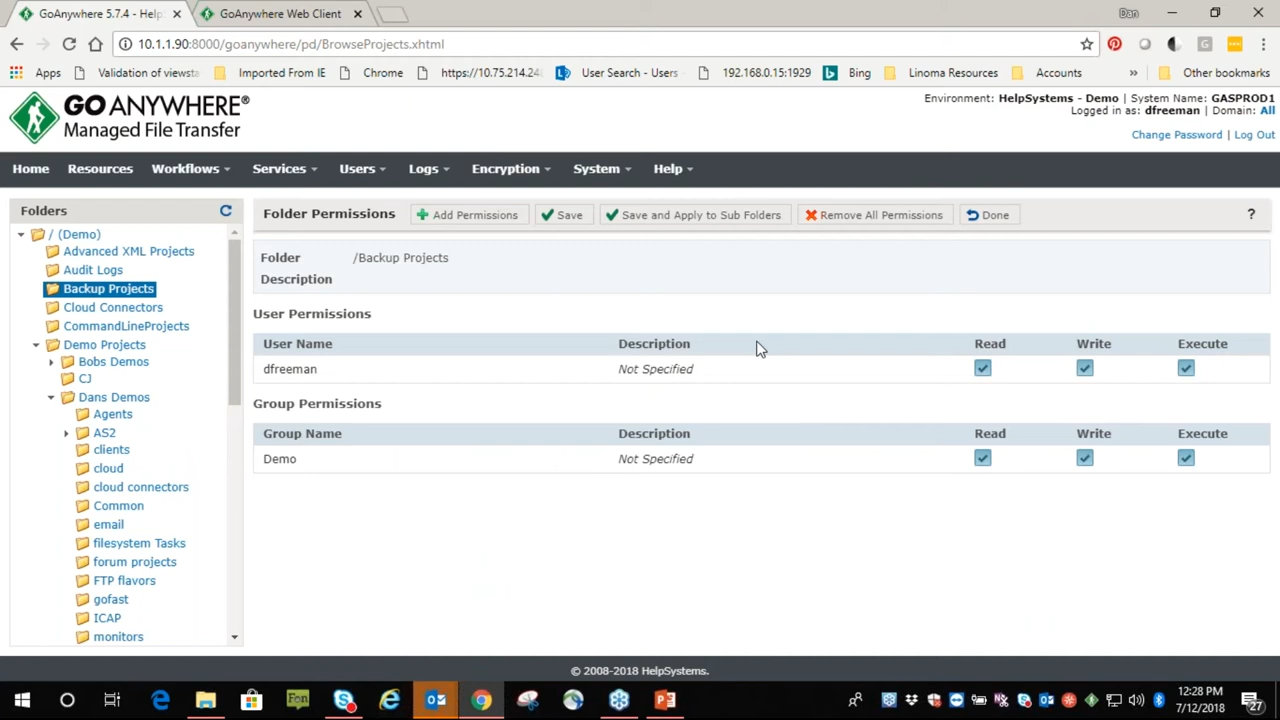 GoAnywhere 5.7.4 - Help
GoAnywhere Web Client
Dan
10.1.1.90:8000/goanywhere/pd/BrowseProjects.xhtml
Apps Validation of viewsta Imported From IE Chrome https://10.75.214.24 User Search - Users 192.168.0.15:1929 Bing Linoma Resources Accounts » Other bookmarks
GO ANYWHERE®
Managed File Transfer
Environment: HelpSystems - Demo | System Name: GASPROD1
Logged in as: dfreeman | Domain: All
Change Password | Log Out
Home Resources Workflows Services Users Logs Encryption System Help
Folders
/ (Demo)
Advanced XML Projects
Audit Logs
Backup Projects
Cloud Connectors
CommandLineProjects
Demo Projects
Bobs Demos
CJ
Dans Demos
Agents
AS2
clients
cloud
cloud connectors
Common
email
filesystem Tasks
forum projects
FTP flavors
gofast
ICAP
monitors
Folder Permissions Add Permissions Save Save and Apply to Sub Folders Remove All Permissions Done ?
Folder /Backup Projects
Description
User Permissions
User Name Description Read Write Execute
dfreeman Not Specified
Group Permissions
Group Name Description Read Write Execute
Demo Not Specified
© 2008-2018 HelpSystems.
Fon
12:28 PM
7/12/2018
27